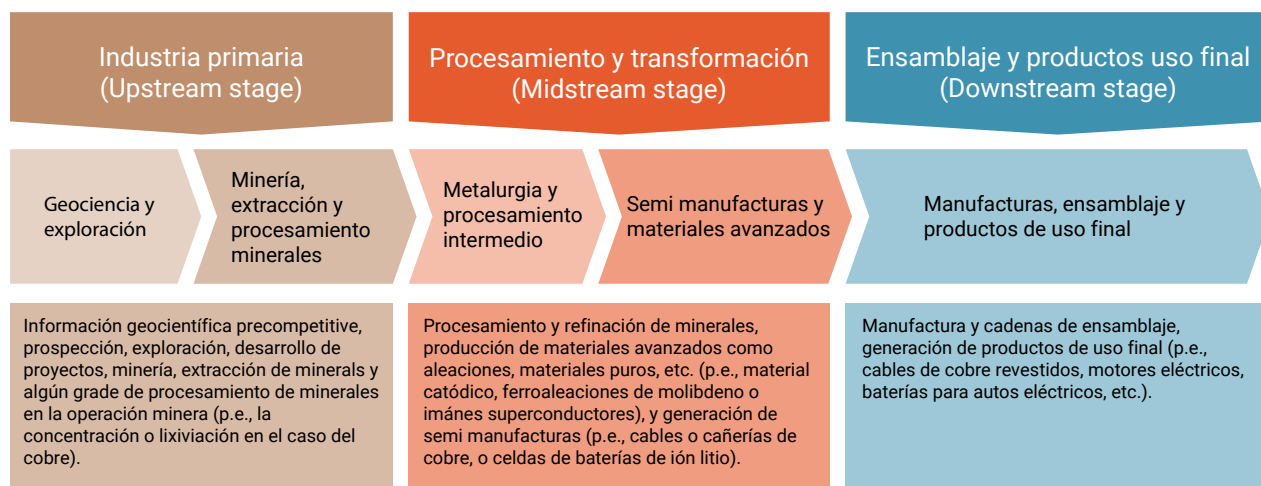 Industria primaria
(Upstream stage)
Procesamiento y transformación
(Midstream stage)
Ensamblaje y productos uso final
(Downstream stage)
Geociencia y
exploración
Minería,
extracción y
procesamiento
minerales
Metalurgia y
procesamiento
intermedio
Semi manufacturas y
materiales avanzados
Manufacturas, ensamblaje y
productos de uso final
Información geocientífica precompetitive,
prospección, exploración, desarrollo de
proyectos, minería, extracción de minerals y
algún grade de procesamiento de minerales
en la operación minera (p.e., la
concentración o lixiviación en el caso del
cobre).
Procesamiento y refinación de minerales,
producción de materiales avanzados como
aleaciones, materiales puros, etc. (p.e., material
catódico, ferroaleaciones de molibdeno o
imánes superconductores), y generación de
semi manufacturas (p.e., cables o cañerías de
cobre, o celdas de baterías de ión litio).
Manufactura y cadenas de ensamblaje,
generación de productos de uso final (p.e.,
cables de cobre revestidos, motores eléctricos,
baterías para autos eléctricos, etc.).